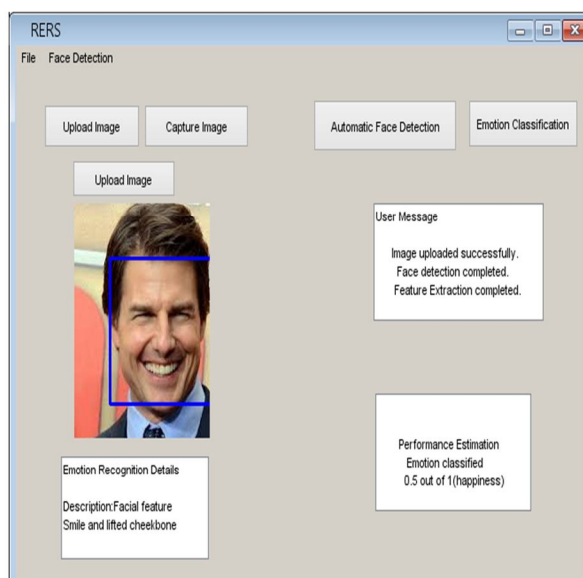 RERS
File Face Detection
Upload Image Capture Image Automatic Face Detection Emotion Classification
Upload Image
User Message
Image uploaded successfully.
Face detection completed.
Feature Extraction completed.
Performance Estimation
Emotion classified
0.5 out of 1(happiness)
Emotion Recognition Details
Description:Facial feature
Smile and lifted cheekbone